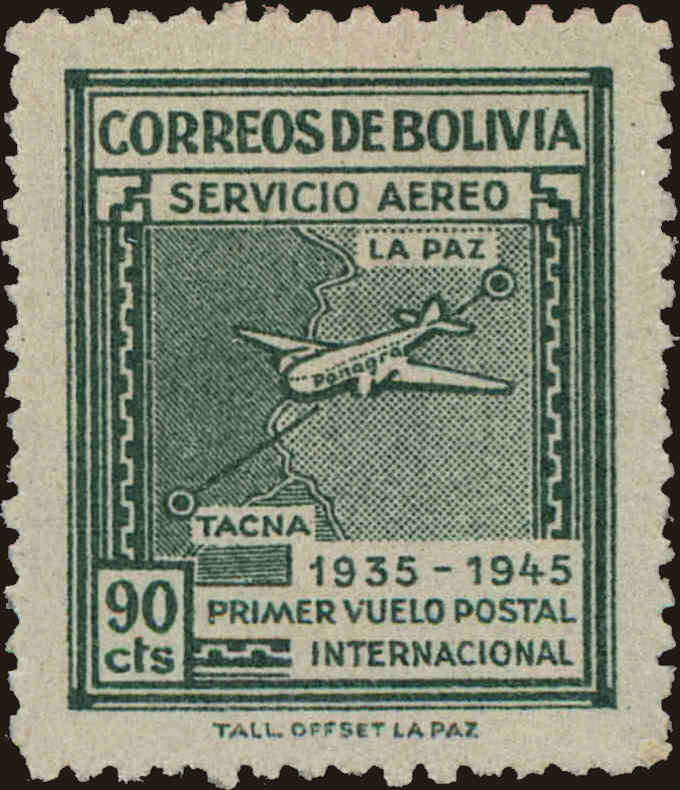 CORREOS DE BOLIVIA
SERVICIO AEREO
LA PAZ
Panagra
TACNA
1935 - 1945
90 cts
PRIMER VUELO POSTAL
INTERNACIONAL
TALL. OFFSET LA PAZ